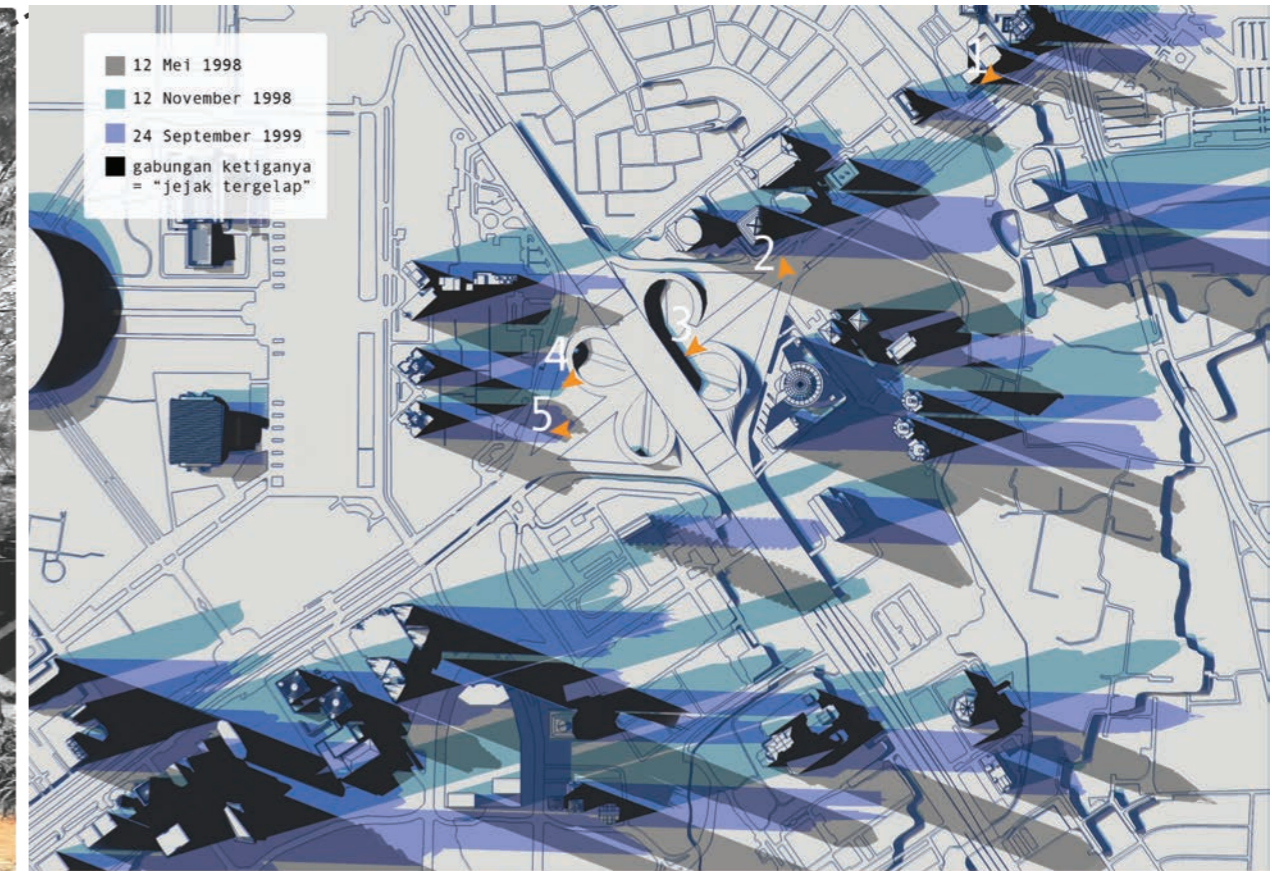 12 Mei 1998
12 November 1998
24 September 1999
gabungan ketiganya
= "jejak tergelap"
1
2
3
4
5